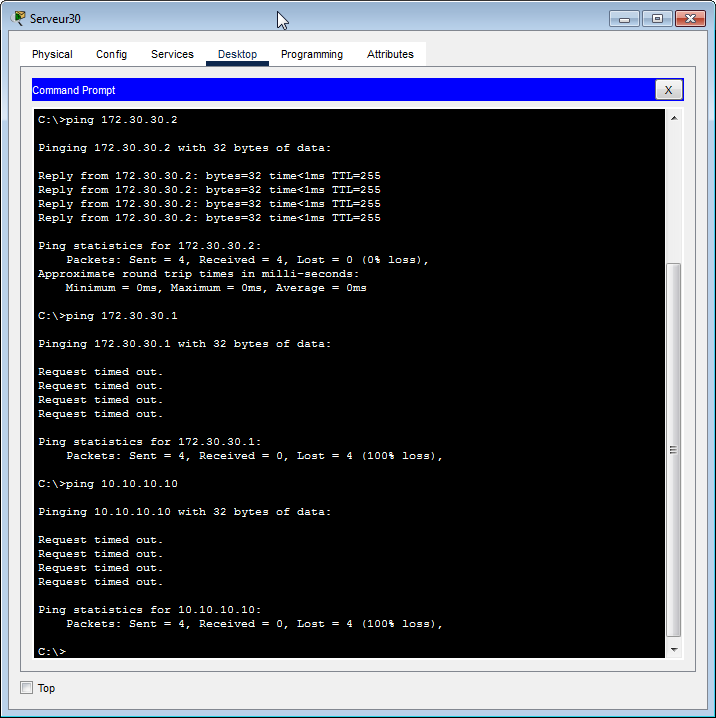 Serveur30
Physical Config Services Desktop Programming Attributes
Command Prompt
X
C:\>ping 172.30.30.2
Pinging 172.30.30.2 with 32 bytes of data:
Reply from 172.30.30.2: bytes=32 time<1ms TTL=255
Reply from 172.30.30.2: bytes=32 time<1ms TTL=255
Reply from 172.30.30.2: bytes=32 time<1ms TTL=255
Reply from 172.30.30.2: bytes=32 time<1ms TTL=255
Ping statistics for 172.30.30.2:
Packets: Sent = 4, Received = 4, Lost = 0 (0% loss),
Approximate round trip times in milli-seconds:
Minimum = 0ms, Maximum = 0ms, Average = 0ms
C:\>ping 172.30.30.1
Pinging 172.30.30.1 with 32 bytes of data:
Request timed out.
Request timed out.
Request timed out.
Request timed out.
Ping statistics for 172.30.30.1:
Packets: Sent = 4, Received = 0, Lost = 4 (100% loss),
C:\>ping 10.10.10.10
Pinging 10.10.10.10 with 32 bytes of data:
Request timed out.
Request timed out.
Request timed out.
Request timed out.
Ping statistics for 10.10.10.10:
Packets: Sent = 4, Received = 0, Lost = 4 (100% loss),
C:\>
Top